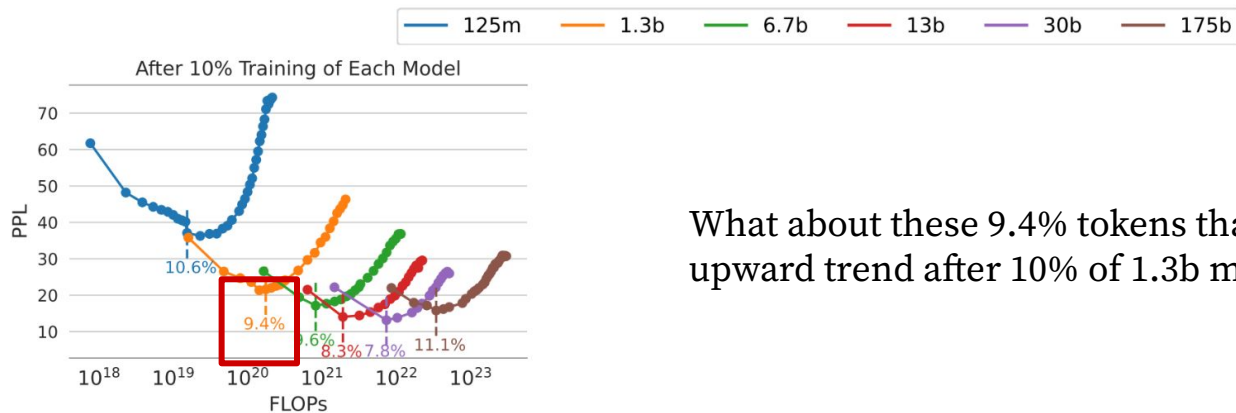 125m 1.3b 6.7b 13b 30b 175b
After 10% Training of Each Model
70
60
50
40
30
20
10
PPL
10.6%
9.4%
9.6%
8.3%
7.8%
11.1%
10^18 10^19 10^20 10^21 10^22 10^23
FLOPs
What about these 9.4% tokens tha
upward trend after 10% of 1.3b m